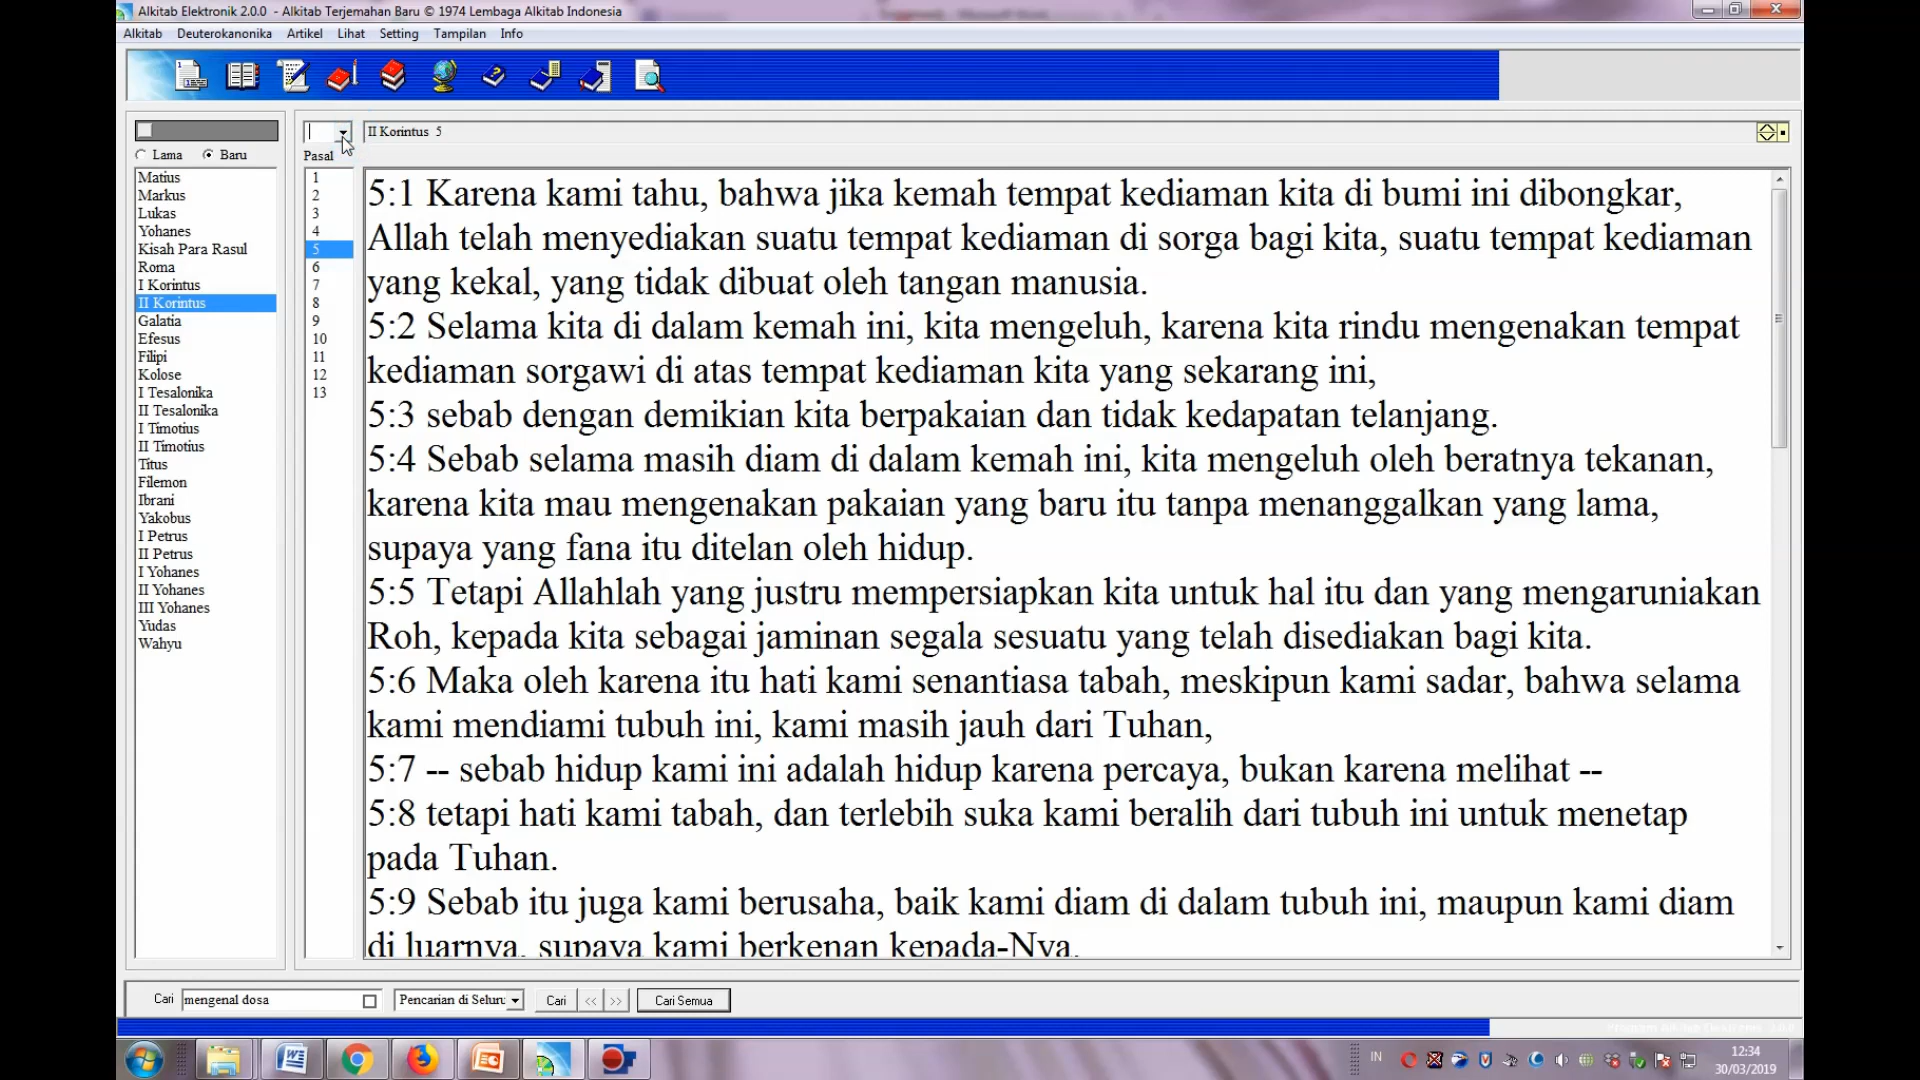 Alkitab Elektronik 2.0.0 - Alkitab Terjemahan Baru © 1974 Lembaga Alkitab Indonesia
Alkitab Deuterokanonika Artikel Lihat Setting Tampilan Info
II Korintus 5
Lama Baru
Pasal
Matius
Markus
Lukas
Yohanes
Kisah Para Rasul
Roma
I Korintus
II Korintus
Galatia
Efesus
Filipi
Kolose
I Tesalonika
II Tesalonika
I Timotius
II Timotius
Titus
Filemon
Ibrani
Yakobus
I Petrus
II Petrus
I Yohanes
II Yohanes
III Yohanes
Yudas
Wahyu
1
2
3
4
5
6
7
8
9
10
11
12
13
5:1 Karena kami tahu, bahwa jika kemah tempat kediaman kita di bumi ini dibongkar,
Allah telah menyediakan suatu tempat kediaman di sorga bagi kita, suatu tempat kediaman
yang kekal, yang tidak dibuat oleh tangan manusia.
5:2 Selama kita di dalam kemah ini, kita mengeluh, karena kita rindu mengenakan tempat
kediaman sorgawi di atas tempat kediaman kita yang sekarang ini,
5:3 sebab dengan demikian kita berpakaian dan tidak kedapatan telanjang.
5:4 Sebab selama masih diam di dalam kemah ini, kita mengeluh oleh beratnya tekanan,
karena kita mau mengenakan pakaian yang baru itu tanpa menanggalkan yang lama,
supaya yang fana itu ditelan oleh hidup.
5:5 Tetapi Allahlah yang justru mempersiapkan kita untuk hal itu dan yang mengaruniakan
Roh, kepada kita sebagai jaminan segala sesuatu yang telah disediakan bagi kita.
5:6 Maka oleh karena itu hati kami senantiasa tabah, meskipun kami sadar, bahwa selama
kami mendiami tubuh ini, kami masih jauh dari Tuhan,
5:7 -- sebab hidup kami ini adalah hidup karena percaya, bukan karena melihat --
5:8 tetapi hati kami tabah, dan terlebih suka kami beralih dari tubuh ini untuk menetap
pada Tuhan.
5:9 Sebab itu juga kami berusaha, baik kami diam di dalam tubuh ini, maupun kami diam
di luarnya, supaya kami berkenan kepada-Nya.
Cari mengenal dosa Pencarian di Selurı Cari << >> Cari Semua
IN
12:34
30/03/2019